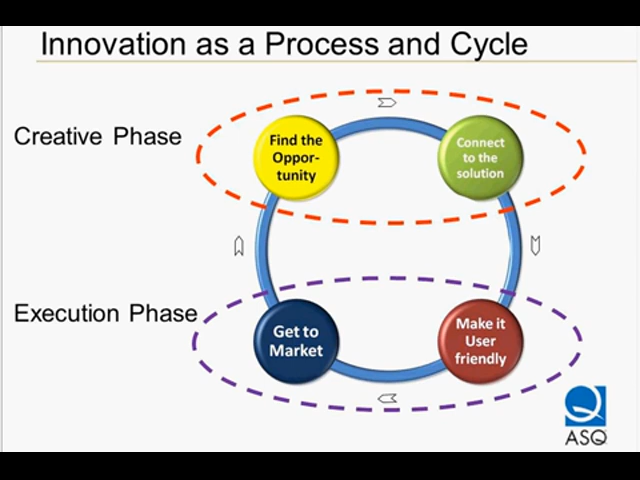 Innovation as a Process and Cycle
Creative Phase
Find the
Oppor-
tunity
Connect
to the
solution
Execution Phase
Get to
Market
Make it
User
friendly
ASQ